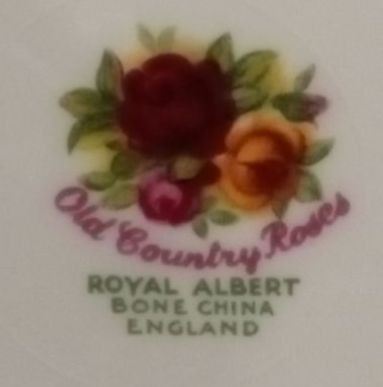 Old Country Roses
ROYAL ALBERT
BONE CHINA
ENGLAND